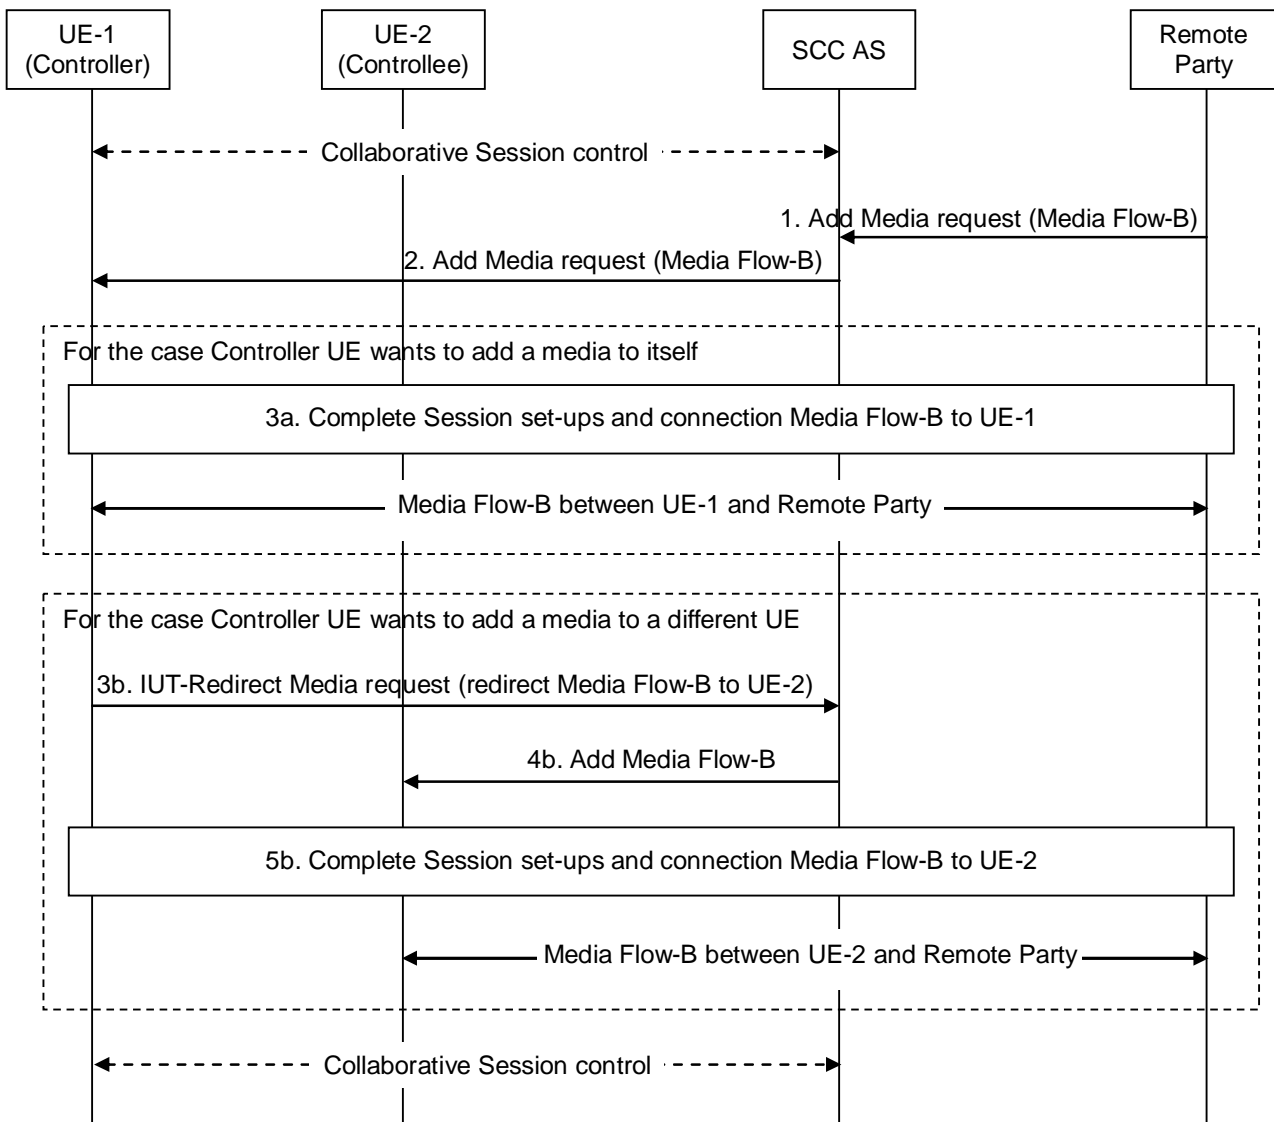 UE-1
(Controller)
UE-2
(Controllee)
SCC AS
Remote
Party
Collaborative Session control
1. Add Media request (Media Flow-B)
2. Add Media request (Media Flow-B)
For the case Controller UE wants to add a media to itself
3a. Complete Session set-ups and connection Media Flow-B to UE-1
Media Flow-B between UE-1 and Remote Party
For the case Controller UE wants to add a media to a different UE
3b. IUT-Redirect Media request (redirect Media Flow-B to UE-2)
4b. Add Media Flow-B
5b. Complete Session set-ups and connection Media Flow-B to UE-2
Media Flow-B between UE-2 and Remote Party
Collaborative Session control